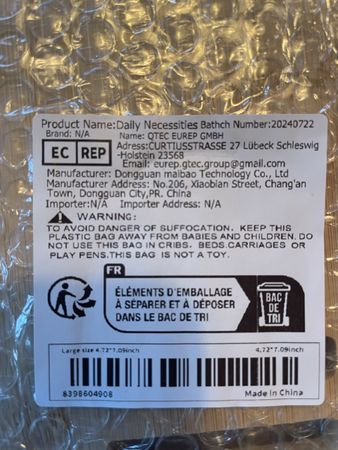 Product Name:Daily Necessities Bathch Number:20240722
Brand: N/A Name: QTEC EUREP GMBH
EC REP Adress:CURTIUSSTRASSE 27 Lübeck Schleswig
-Holstein 23568
Email: eurep.qtec.group@gmail.com
Manufacturer: Dongguan maibao Technology Co., Ltd
Manufacturer Address: No.206, Xiaobian Street, Chang'an
Town, Dongguan City,PR. China
Importer:N/A Importer Address:N/A
WARNING:
TO AVOID DANGER OF SUFFOCATION, KEEP THIS
PLASTIC BAG AWAY FROM BABIES AND CHILDREN. DO
NOT USE THIS BAG IN CRIBS, BEDS.CARRIAGES OR
PLAY PENS.THIS BAG IS NOT A TOY.
FR
ÉLÉMENTS D'EMBALLAGE
À SÉPARER ET À DÉPOSER
DANS LE BAC DE TRI
BAC
DE
TRI
Large size 4.72*7.09inch 4.72*7.09inch
8398604908 Made In China